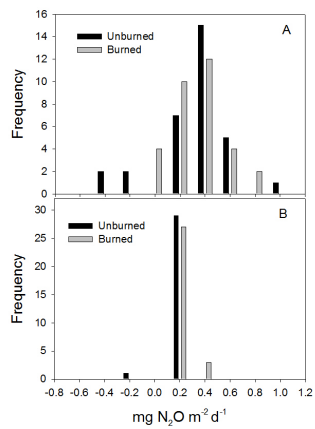 A
Unburned
Burned
Frequency
16
14
12
10
8
6
4
2
0
B
Unburned
Burned
Frequency
30
25
20
15
10
5
0
-0.8 -0.6 -0.4 -0.2 0.0 0.2 0.4 0.6 0.8 1.0 1.2
mg N₂O m⁻² d⁻¹